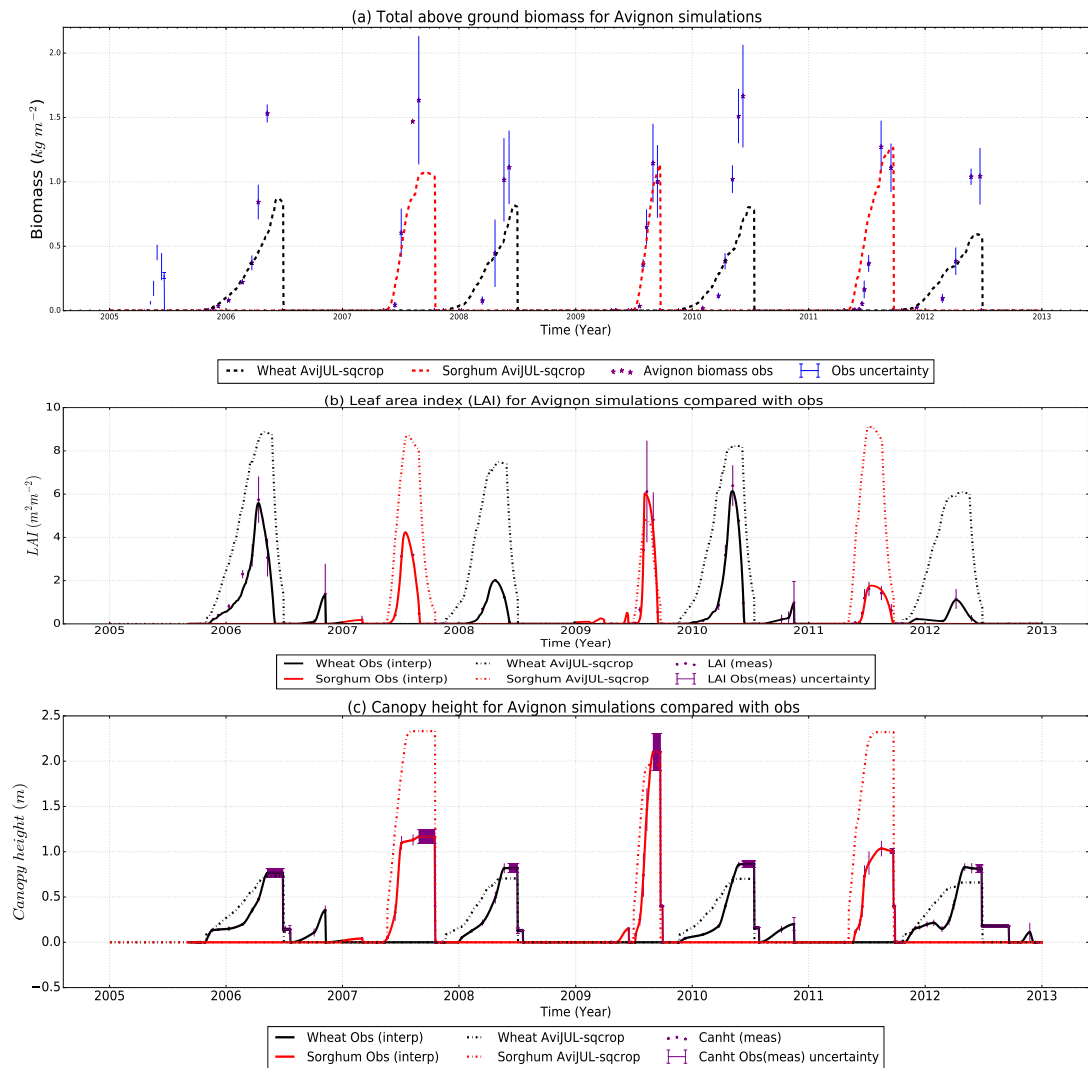 (a) Total above ground biomass for Avignon simulations
Biomass (kg m⁻²)
2.0
1.5
1.0
0.5
0.0
2005 2006 2007 2008 2009 2010 2011 2012 2013
Time (Year)
Wheat AviJUL-sqcrop Sorghum AviJUL-sqcrop Avignon biomass obs Obs uncertainty
(b) Leaf area index (LAI) for Avignon simulations compared with obs
LAI (m²m⁻²)
10
8
6
4
2
0
2005 2006 2007 2008 2009 2010 2011 2012 2013
Time (Year)
Wheat Obs (interp) Wheat AviJUL-sqcrop LAI (meas)
Sorghum Obs (interp) Sorghum AviJUL-sqcrop LAI Obs(meas) uncertainty
(c) Canopy height for Avignon simulations compared with obs
Canopy height (m)
2.5
2.0
1.5
1.0
0.5
0.0
−0.5
2005 2006 2007 2008 2009 2010 2011 2012 2013
Time (Year)
Wheat Obs (interp) Wheat AviJUL-sqcrop Canht (meas)
Sorghum Obs (interp) Sorghum AviJUL-sqcrop Canht Obs(meas) uncertainty